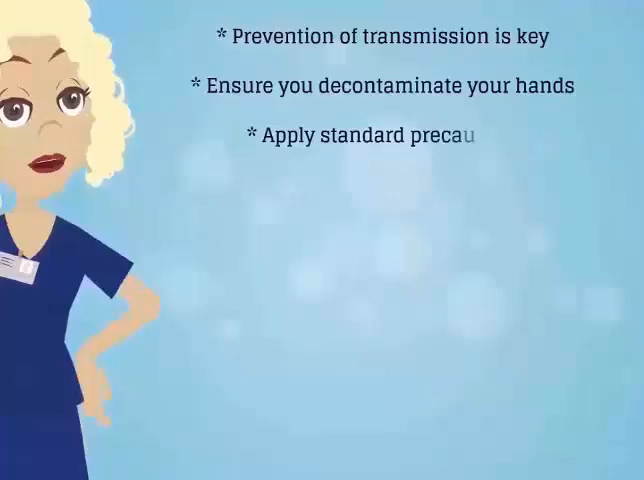 * Prevention of transmission is key
* Ensure you decontaminate your hands
* Apply standard precau